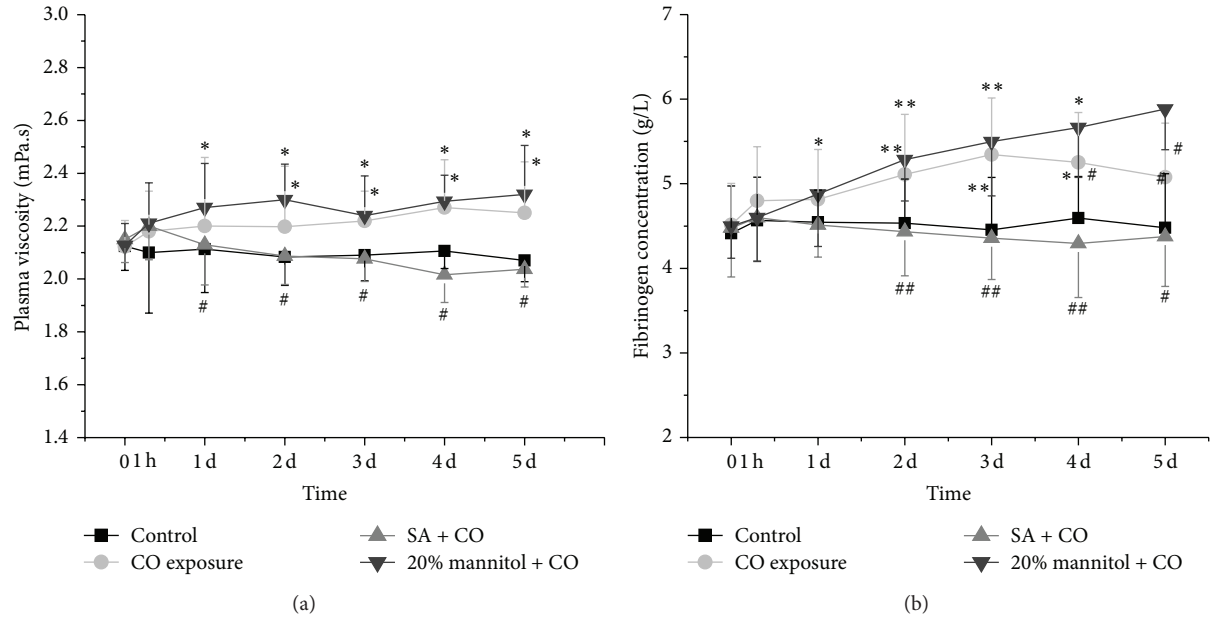 3.0
2.8
2.6
2.4
2.2
2.0
1.8
1.6
1.4
Plasma viscosity (mPa.s)
* * * * *
* * * *
# # # # #
0 1 h 1 d 2 d 3 d 4 d 5 d
Time
Control
CO exposure
SA + CO
20% mannitol + CO
(a)
7
6
5
4
3
2
Fibrinogen concentration (g/L)
* ** ** *
** ** * # # #
## ## ## #
0 1 h 1 d 2 d 3 d 4 d 5 d
Time
Control
CO exposure
SA + CO
20% mannitol + CO
(b)